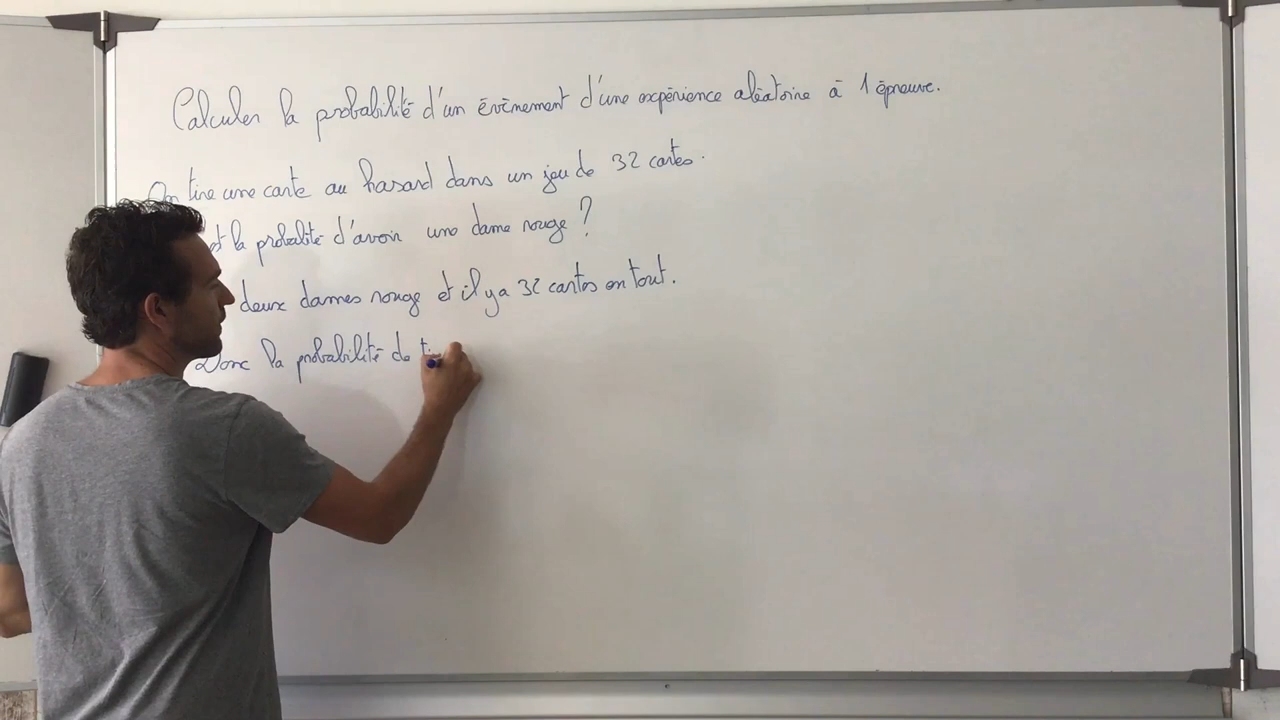 Calculer la probabilité d'un évènement d'une expérience aléatoire à 1 épreuve.
On tire une carte au hasard dans un jeu de 32 cartes.
la probalité d'avoir une dame rouge ?
deux dames rouge et il y a 32 cartes en tout.
Donc la probabilité de